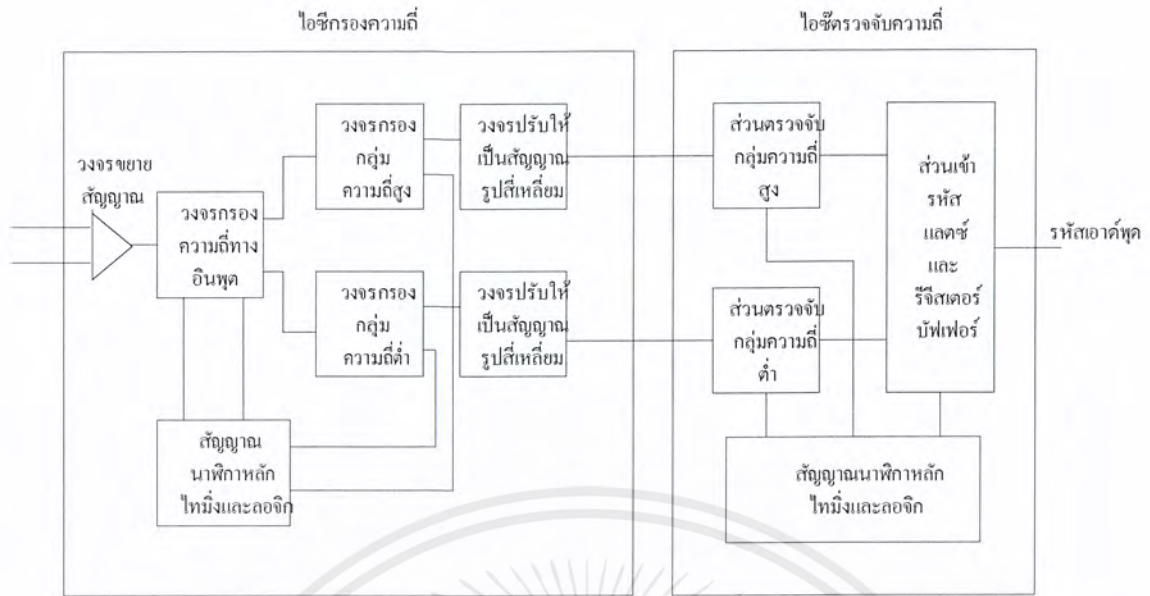 ไอซีกรองความถี่
ไอซ๊ตรวจจับความถี่
วงจรขยาย
สัญญาณ
วงจรกรอง
ความถี่ทาง
อินพุต
วงจรกรอง
กลุ่ม
ความถี่สูง
วงจรปรับให้
เป็นสัญญาณ
รูปสี่เหลี่ยม
วงจรกรอง
กลุ่ม
ความถี่ต่ำ
วงจรปรับให้
เป็นสัญญาณ
รูปสี่เหลี่ยม
สัญญาณ
นาฬิกาหลัก
ไทมิ่งและลอจิก
ส่วนตรวจจับ
กลุ่มความถี่
สูง
ส่วนตรวจจับ
กลุ่มความถี่
ต่ำ
ส่วนเข้า
รหัส
แลตซ์
และ
รีจีสเตอร์
บัฟเฟอร์
รหัสเอาต์พุต
สัญญาณนาฬิกาหลัก
ไทมิ่งและลอจิก